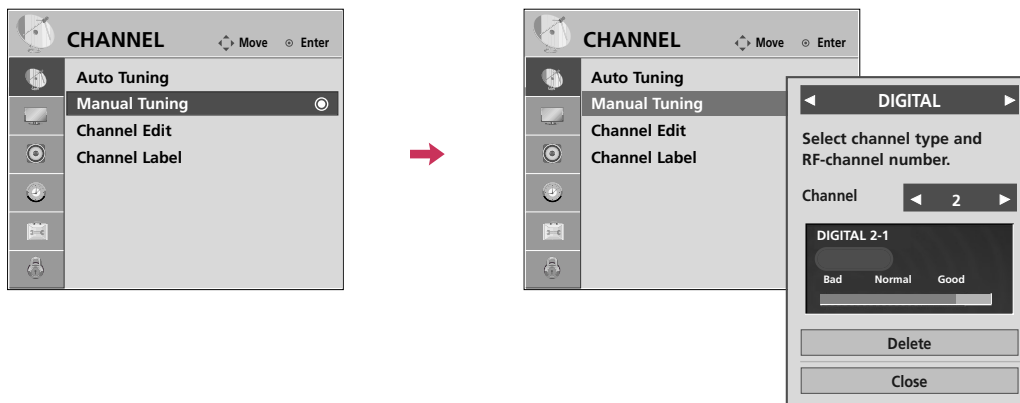 CHANNEL Move Enter
Auto Tuning
Manual Tuning
Channel Edit
Channel Label
CHANNEL Move Enter
Auto Tuning
Manual Tuning
Channel Edit
Channel Label
DIGITAL
Select channel type and
RF-channel number.
Channel 2
DIGITAL 2-1
Bad Normal Good
Delete
Close